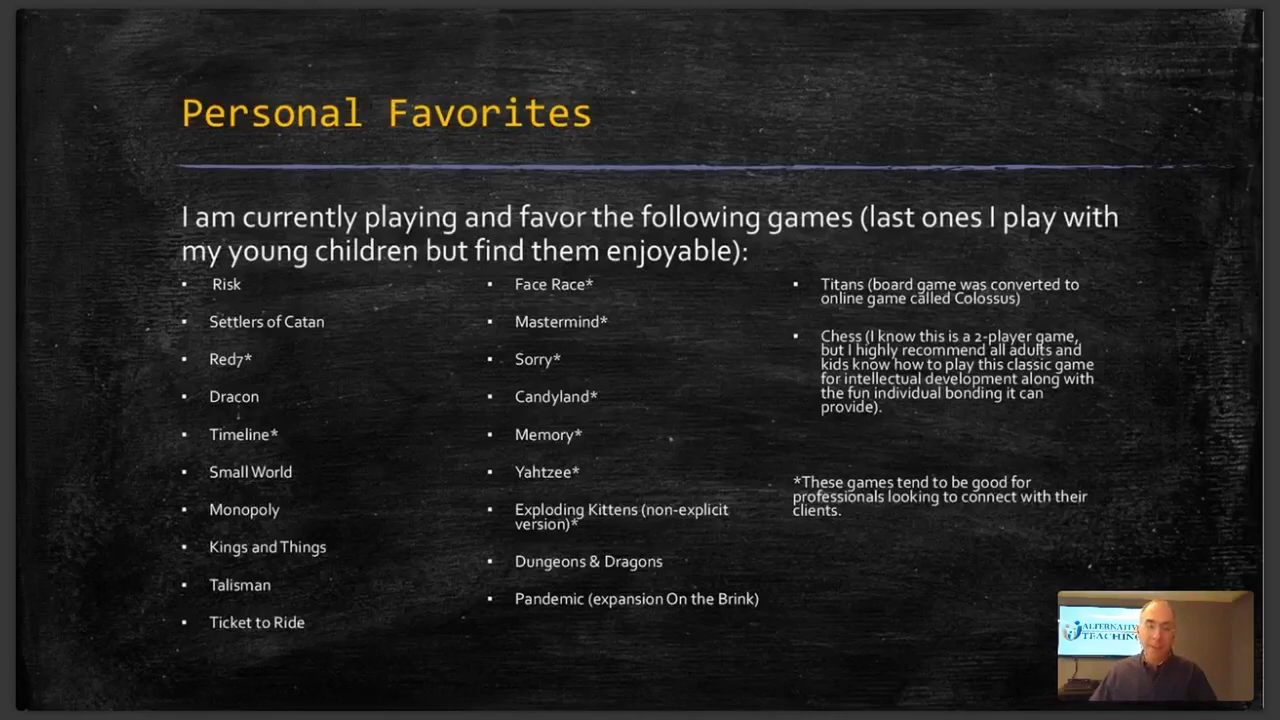 Personal Favorites
I am currently playing and favor the following games (last ones I play with
my young children but find them enjoyable):
▪ Risk
▪ Settlers of Catan
▪ Red7*
▪ Dracon
▪ Timeline*
▪ Small World
▪ Monopoly
▪ Kings and Things
▪ Talisman
▪ Ticket to Ride
▪ Face Race*
▪ Mastermind*
▪ Sorry*
▪ Candyland*
▪ Memory*
▪ Yahtzee*
▪ Exploding Kittens (non-explicit
version)*
▪ Dungeons & Dragons
▪ Pandemic (expansion On the Brink)
▪ Titans (board game was converted to
online game called Colossus)
▪ Chess (I know this is a 2-player game,
but I highly recommend all adults and
kids know how to play this classic game
for intellectual development along with
the fun individual bonding it can
provide).
*These games tend to be good for
professionals looking to connect with their
clients.